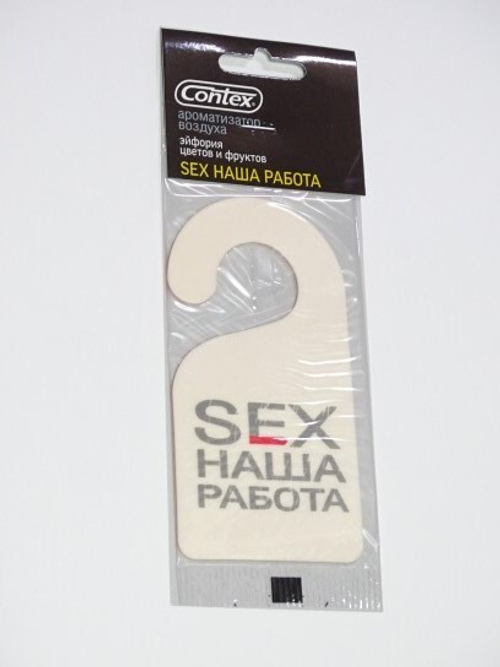 Contex®
ароматизатор
воздуха
эйфория
цветов и фруктов
SEX НАША РАБОТА
SEX
НАША
РАБОТА